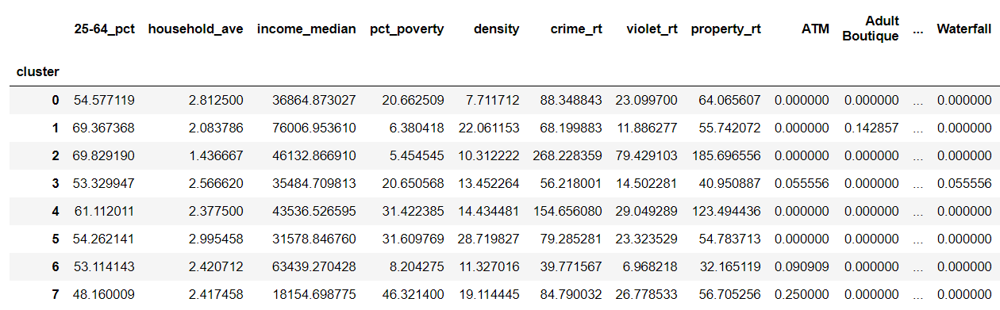 25-64_pct household_ave income_median pct_poverty density crime_rt violet_rt property_rt ATM Adult Boutique ... Waterfall
cluster
0 54.577119 2.812500 36864.873027 20.662509 7.711712 88.348843 23.099700 64.065607 0.000000 0.000000 ... 0.000000
1 69.367368 2.083786 76006.953610 6.380418 22.061153 68.199883 11.886277 55.742072 0.000000 0.142857 ... 0.000000
2 69.829190 1.436667 46132.866910 5.454545 10.312222 268.228359 79.429103 185.696556 0.000000 0.000000 ... 0.000000
3 53.329947 2.566620 35484.709813 20.650568 13.452264 56.218001 14.502281 40.950887 0.055556 0.000000 ... 0.055556
4 61.112011 2.377500 43536.526595 31.422385 14.434481 154.656080 29.049289 123.494436 0.000000 0.000000 ... 0.000000
5 54.262141 2.995458 31578.846760 31.609769 28.719827 79.285281 23.323529 54.783713 0.000000 0.000000 ... 0.000000
6 53.114143 2.420712 63439.270428 8.204275 11.327016 39.771567 6.968218 32.165119 0.090909 0.000000 ... 0.000000
7 48.160009 2.417458 18154.698775 46.321400 19.114445 84.790032 26.778533 56.705256 0.250000 0.000000 ... 0.000000